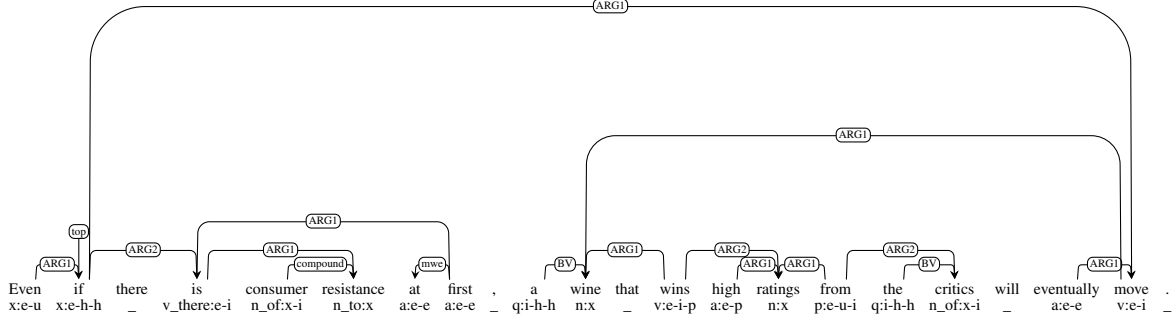 ARG1
ARG1
top ARG1
ARG1 ARG2 ARG1 compound mwe BV ARG1 ARG2 ARG1 ARG1 ARG2 BV ARG1
Even if there is consumer resistance at first , a wine that wins high ratings from the critics will eventually move .
x:e-u x:e-h-h _ v_there:e-i n_of:x-i n_to:x a:e-e a:e-e _ q:i-h-h n:x _ v:e-i-p a:e-p n:x p:e-u-i q:i-h-h n_of:x-i _ a:e-e v:e-i _